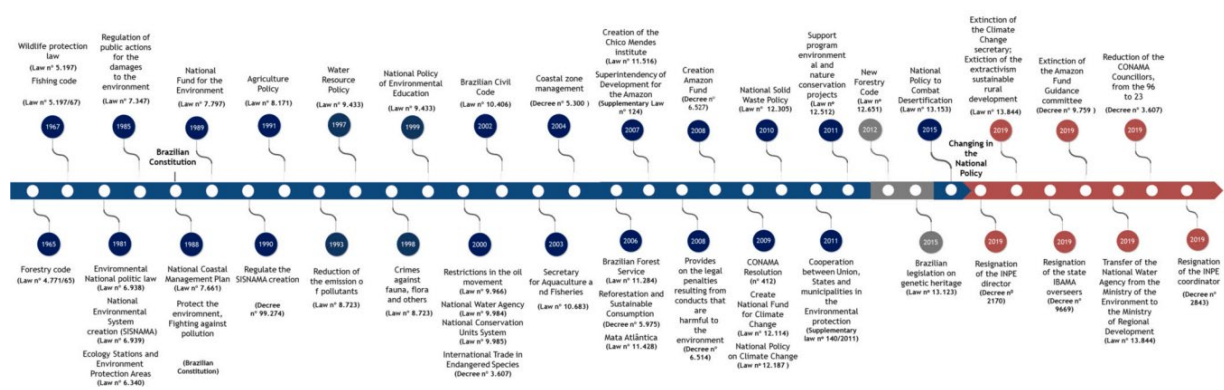 Wildlife protection
law
(Law n° 5.197)
Fishing code
(Law n° 5.197/67)
1967
Regulation of
public actions
for the
damages
to the
environment
(Law n° 7.347)
1985
Brazilian
Constitution
National
Fund for the
Environment
(Law n° 7.797)
1989
Agriculture
Policy
(Law n° 8.171)
1991
Water
Resource
Policy
(Law n° 9.433)
1997
National Policy
of Environmental
Education
(Law n° 9.433)
1999
Brazilian Civil
Code
(Law n° 10.406)
2002
Coastal zone
management
(Decree n° 5.300 )
2004
Creation of the
Chico Mendes
institute
(Law n° 11.516)
Superintendency of
Development for
the Amazon
(Supplementary Law
n° 124)
2007
Creation
Amazon
Fund
(Decree n°
6.527)
2008
National Solid
Waste Policy
(Law n° 12.305)
2010
Support
program
environment
al and
nature
conservation
projects
(Law n°
12.512)
2011
New
Forestry
Code
(Law n°
12.651)
2012
National
Policy to
Combat
Desertification
(Law n° 13.153)
2015
Changing in
the
National
Policy
Extinction of
the Climate
Change
secretary;
Extiction of the
extractivism
sustainable
rural
development
(Law n° 13.844)
2019
Extinction of
the Amazon
Fund
Guidance
committee
(Decree n° 9.759 )
2019
Reduction of
the CONAMA
Councillors,
from the 96
to 23
(Decree n° 3.607)
2019
1965
Forestry code
(Law n° 4.771/65)
1981
Environmnental
National politic law
(Law n° 6.938)
National
Environmental
System
creation (SISNAMA)
(Law n° 6.939)
Ecology Stations and
Environment
Protection Areas
(Law n° 6.340)
1988
National Coastal
Management Plan
(Law n° 7.661)
Protect the
enviroment,
Fighting against
pollution
(Brazilian
Constitution)
1990
Regulate the
SISNAMA creation
(Decree
n° 99.274)
1993
Reduction of
the emission o
f pollutants
(Law n° 8.723)
1998
Crimes
against
fauna, flora
and others
(Law n° 8.723)
2000
Restrictions in the oil
movement
(Law n° 9.966)
National Water Agency
(Law n° 9.984)
National Conservation
Units System
(Law n° 9.985)
International Trade in
Endangered Species
(Decree n° 3.607)
2003
Secretary
for Aquaculture a
nd Fisheries
(Law n° 10.683)
2006
Brazilian Forest
Service
(Law n° 11.284)
Reforestation and
Sustainable
Consumption
(Decree n° 5.975)
Mata Atlântica
(Law n° 11.428)
2008
Provides
on the legal
penalties
resulting from
conducts that
are
harmful to
the
environment
(Decree n°
6.514)
2009
CONAMA
Resolution
(n° 412)
Create
National Fund
for Climate
Change
(Law n° 12.114)
National Policy
on Climate Change
(Law n° 12.187 )
2011
Cooperation
between Union,
States and
municipalities in
the
Environmental
protection
(Supplementary
law n° 140/2011)
2015
Brazilian
legislation on
genetic heritage
(Law n° 13.123)
2019
Resignation of
the INPE
director
(Decree n°
2170)
2019
Resignation of
the state
IBAMA
overseers
(Decree n°
9669)
2019
Transfer of the
National Water
Agency from the
Ministry of the
Environment to
the Ministry
of Regional
Development
(Law n° 13.844)
2019
Resignation of
the INPE
coordinator
(Decree n°
2843)